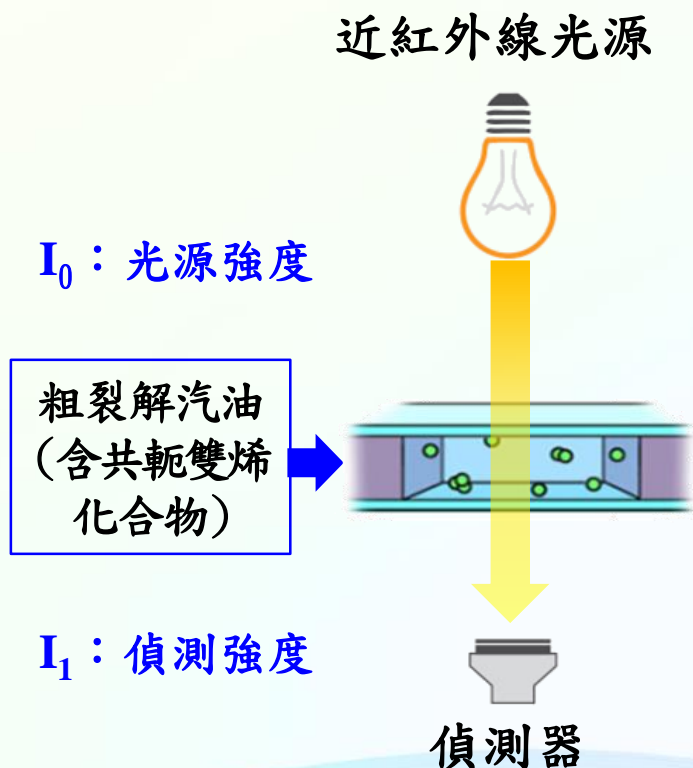 近紅外線光源
I₀：光源強度
粗裂解汽油
（含共軛雙烯
化合物）
I₁：偵測強度
偵測器